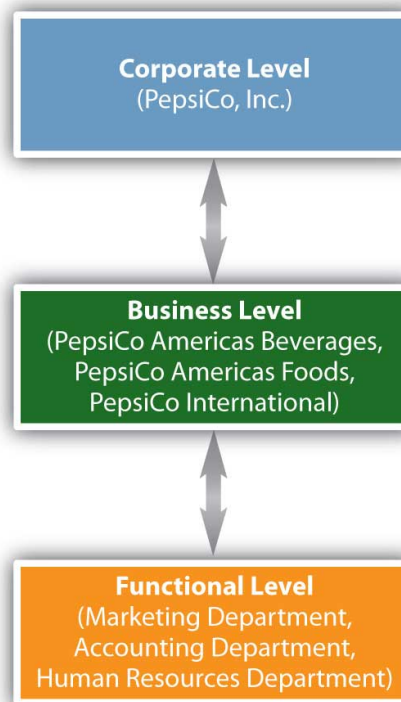 Corporate Level
(PepsiCo, Inc.)
Business Level
(PepsiCo Americas Beverages,
PepsiCo Americas Foods,
PepsiCo International)
Functional Level
(Marketing Department,
Accounting Department,
Human Resources Department)